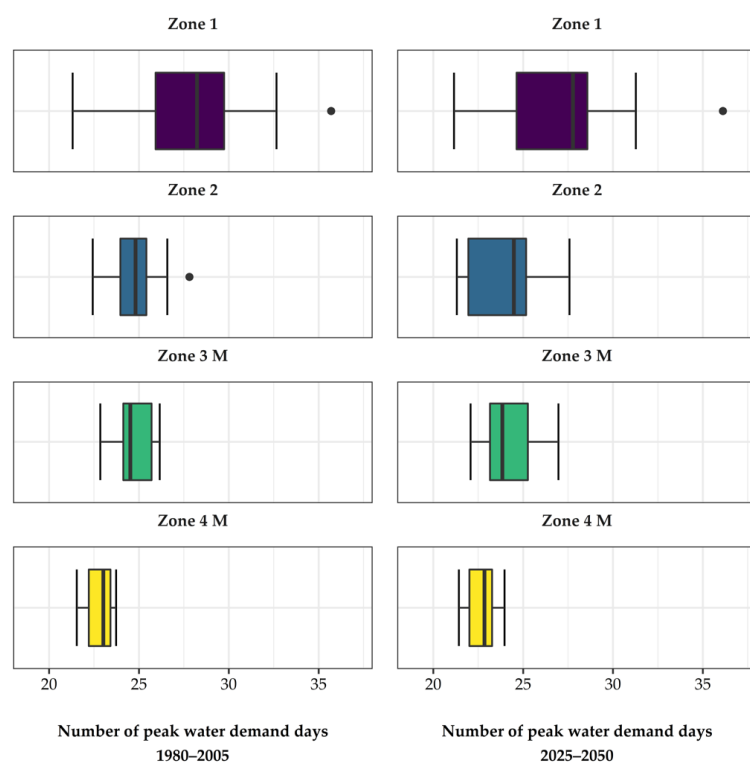 Zone 1
Zone 1
Zone 2
Zone 2
Zone 3 M
Zone 3 M
Zone 4 M
Zone 4 M
20 25 30 35
20 25 30 35
Number of peak water demand days
1980–2005
Number of peak water demand days
2025–2050